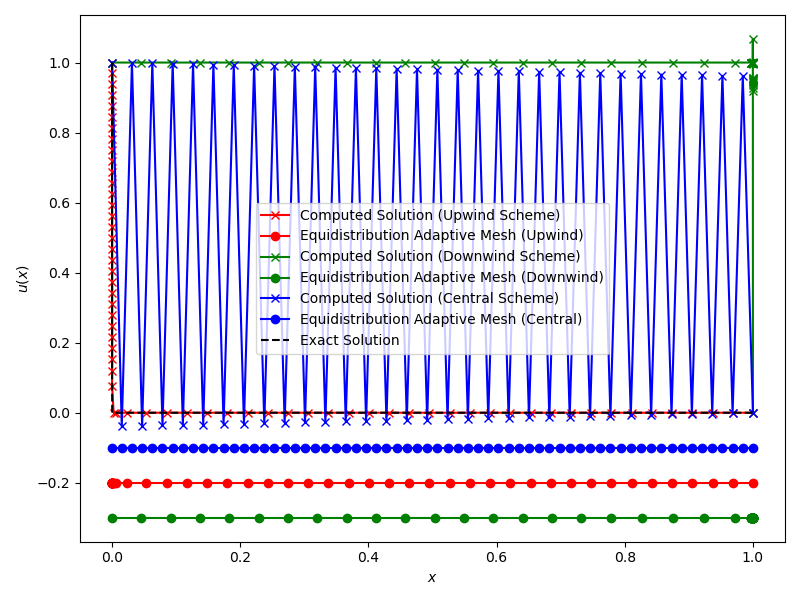 1.0
0.8
0.6
0.4
0.2
0.0
−0.2
u(x)
Computed Solution (Upwind Scheme)
Equidistribution Adaptive Mesh (Upwind)
Computed Solution (Downwind Scheme)
Equidistribution Adaptive Mesh (Downwind)
Computed Solution (Central Scheme)
Equidistribution Adaptive Mesh (Central)
Exact Solution
0.0 0.2 0.4 0.6 0.8 1.0
x